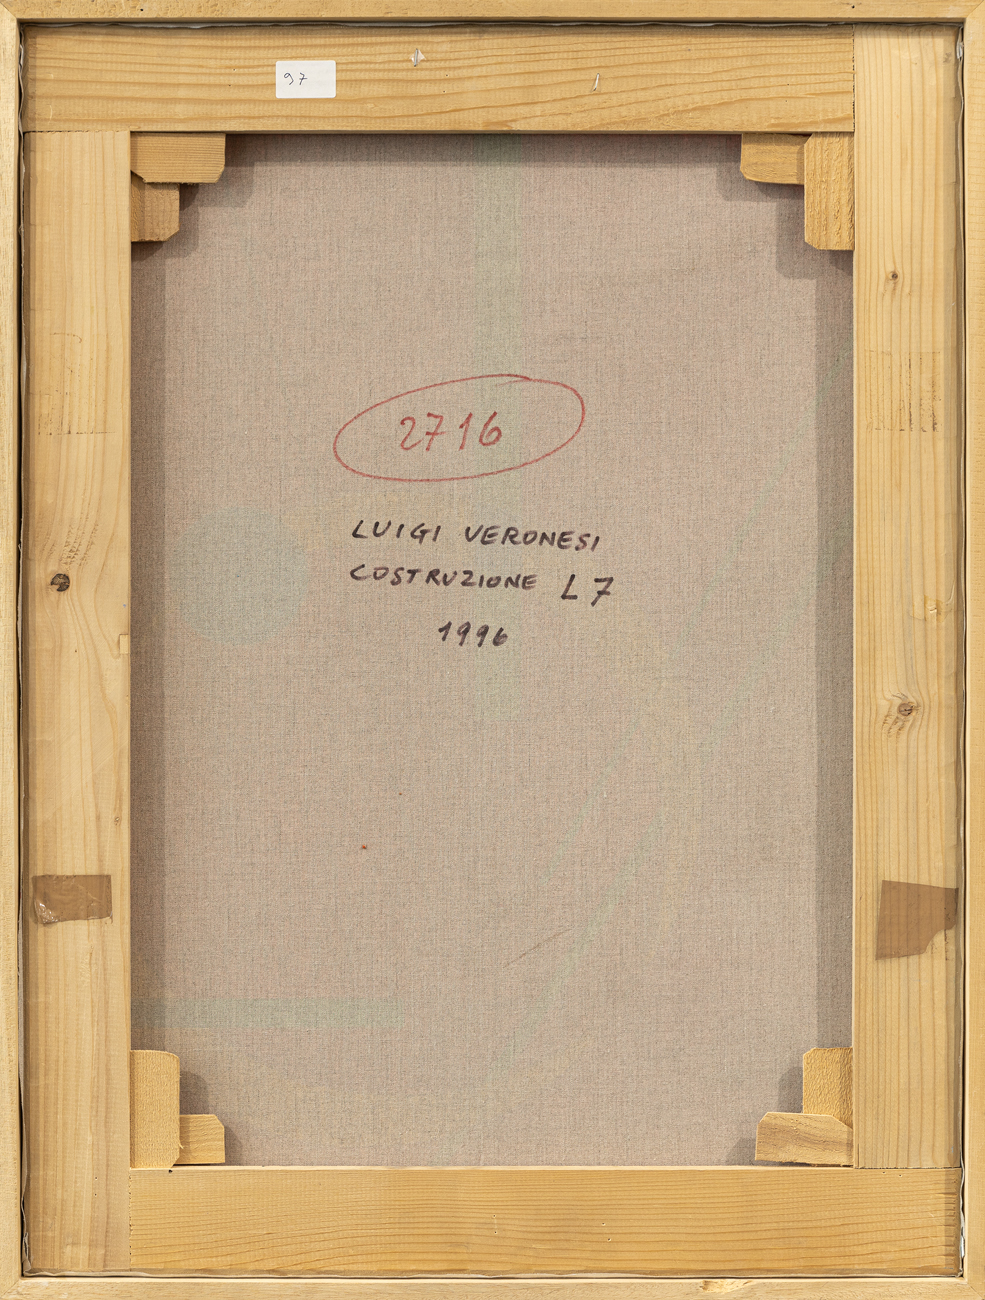 97
2716
LUIGI VERONESI
COSTRUZIONE L7
1996